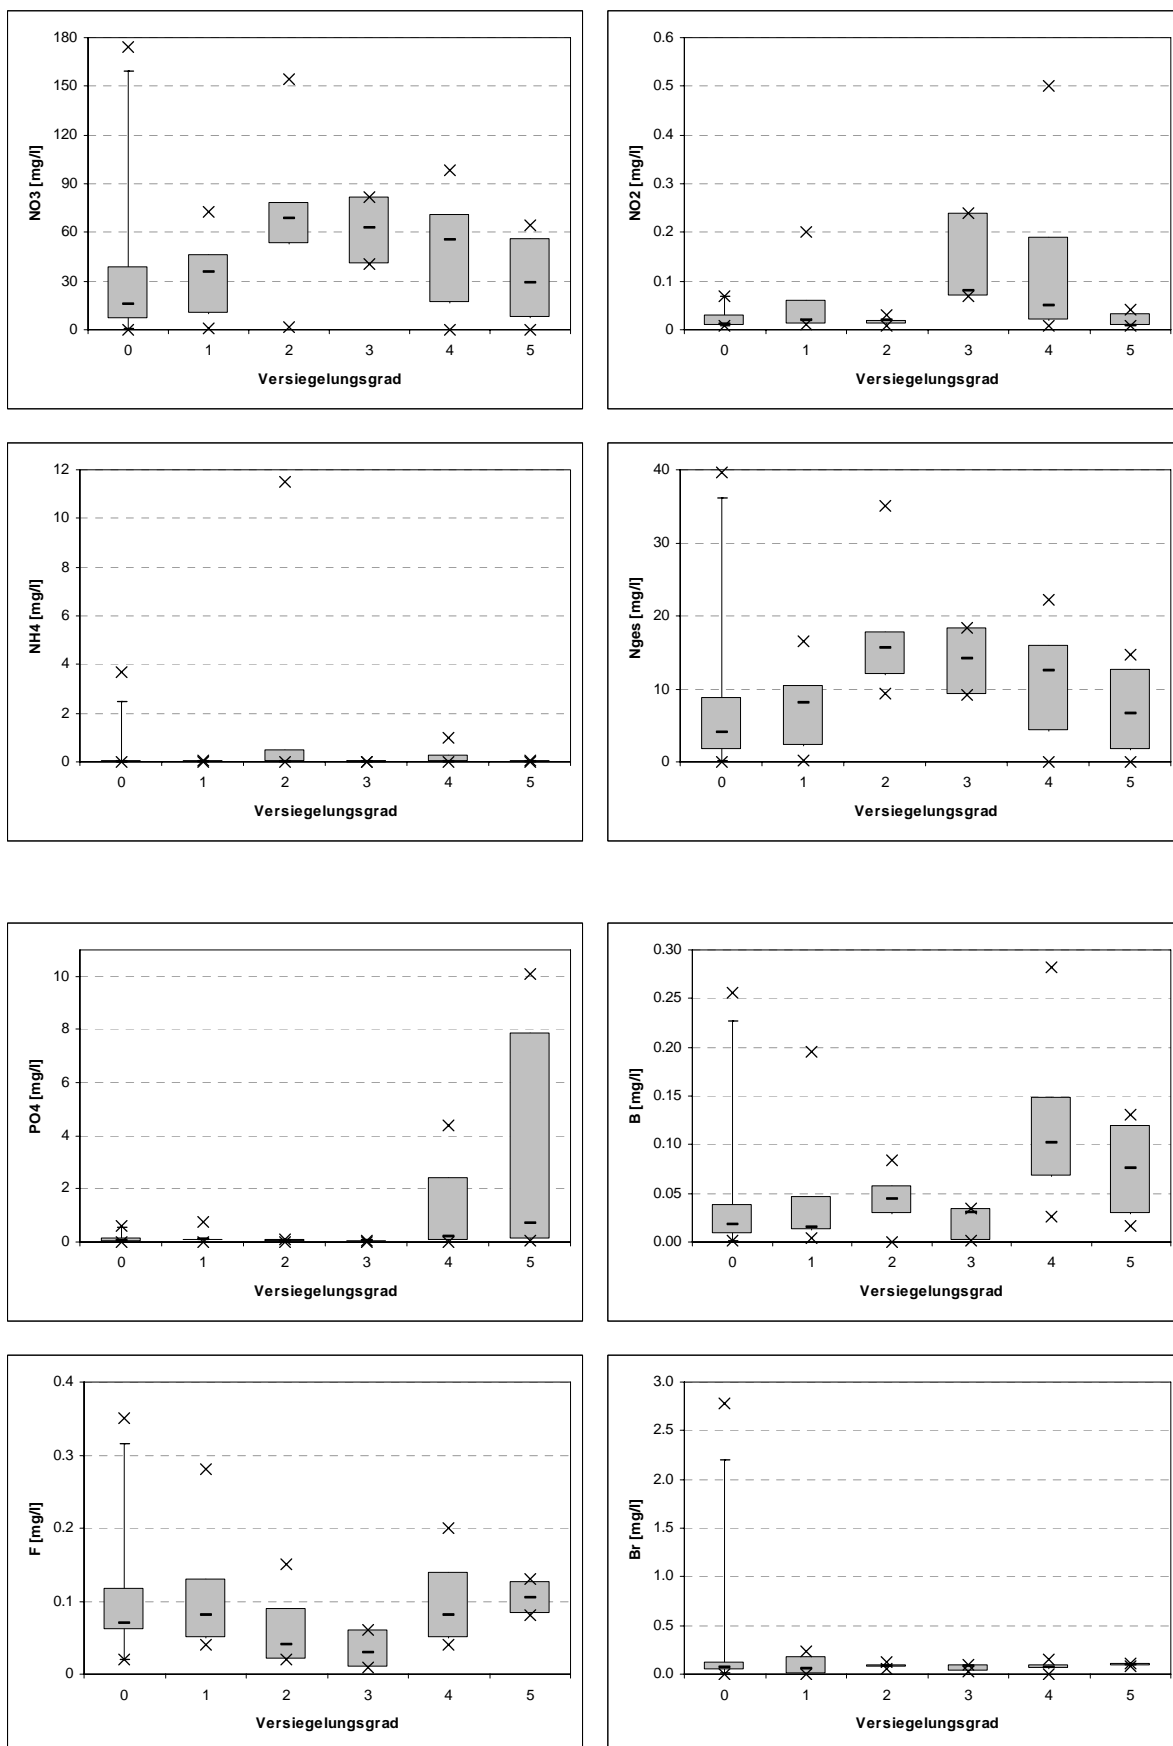 NO3 [mg/l]
180
150
120
90
60
30
0
0 1 2 3 4 5
Versiegelungsgrad
NO2 [mg/l]
0.6
0.5
0.4
0.3
0.2
0.1
0
0 1 2 3 4 5
Versiegelungsgrad
NH4 [mg/l]
12
10
8
6
4
2
0
0 1 2 3 4 5
Versiegelungsgrad
Nges [mg/l]
40
30
20
10
0
0 1 2 3 4 5
Versiegelungsgrad
PO4 [mg/l]
10
8
6
4
2
0
0 1 2 3 4 5
Versiegelungsgrad
B [mg/l]
0.30
0.25
0.20
0.15
0.10
0.05
0.00
0 1 2 3 4 5
Versiegelungsgrad
F [mg/l]
0.4
0.3
0.2
0.1
0
0 1 2 3 4 5
Versiegelungsgrad
Br [mg/l]
3.0
2.5
2.0
1.5
1.0
0.5
0.0
0 1 2 3 4 5
Versiegelungsgrad